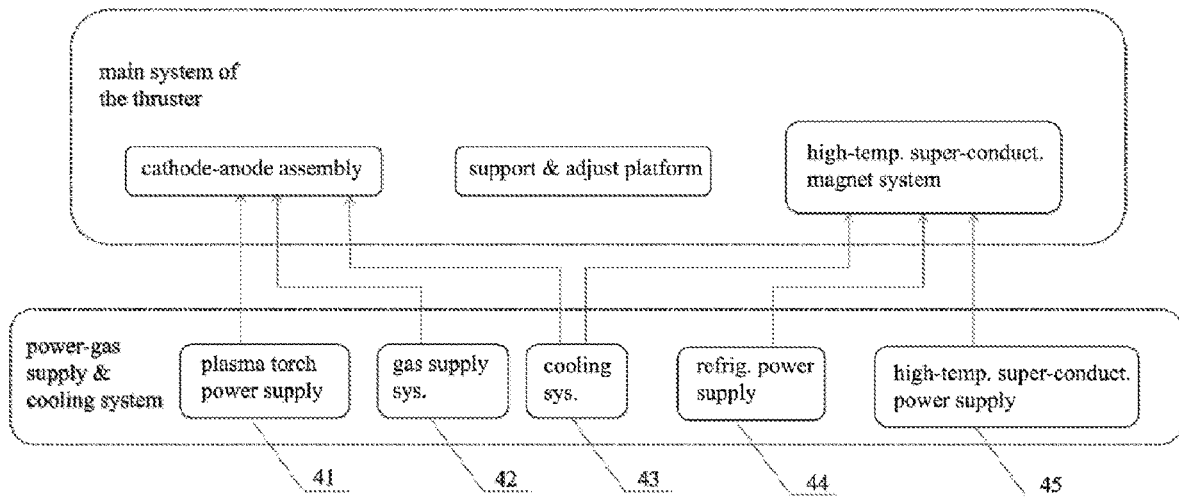 main system of
the thruster
cathode-anode assembly
support & adjust platform
high-temp. super-conduct.
magnet system
power-gas
supply &
cooling system
plasma torch
power supply
gas supply
sys.
cooling
sys.
refrig. power
supply
high-temp. super-conduct.
power supply
41
42
43
44
45